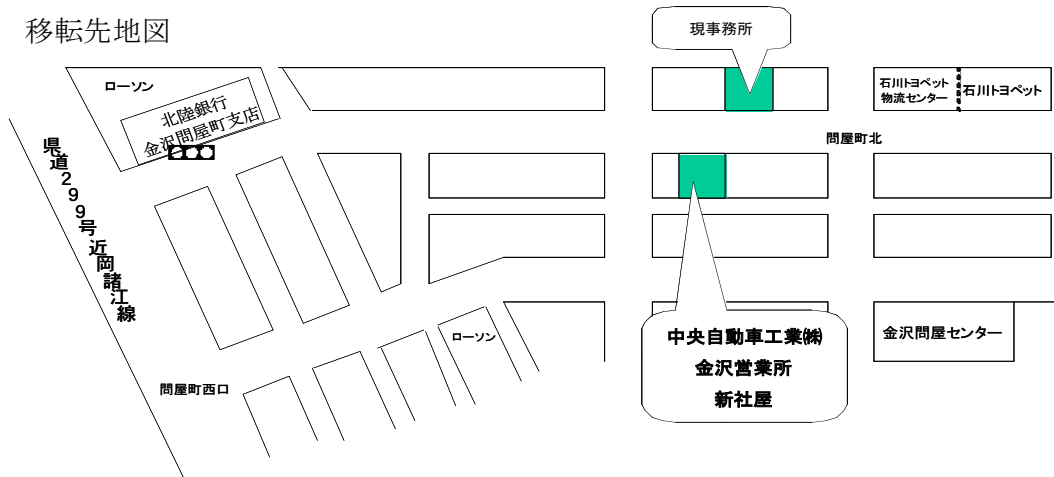 移転先地図
現事務所
ローソン
北陸銀行
金沢問屋町支店
石川トヨペット
物流センター
石川トヨペット
問屋町北
県道299号近岡諸江線
ローソン
中央自動車工業㈱
金沢営業所
新社屋
金沢問屋センター
問屋町西口